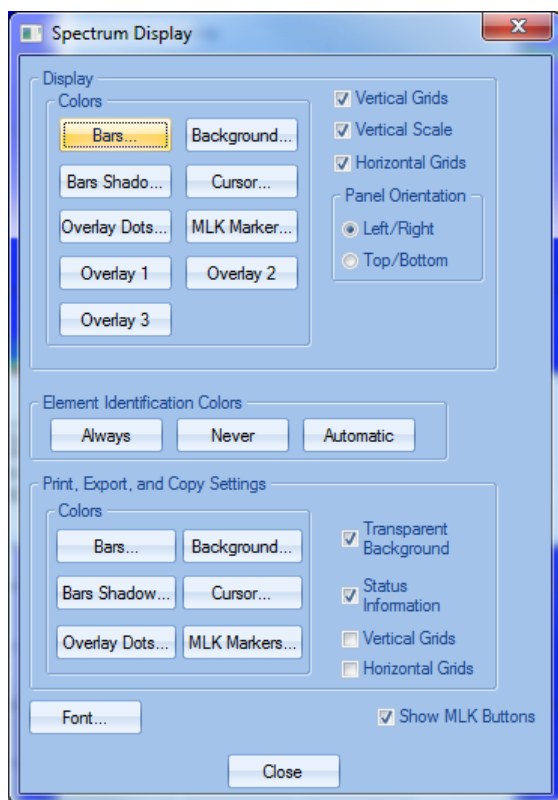 Spectrum Display
x
Display
Colors
Bars...
Background...
Bars Shado...
Cursor...
Overlay Dots...
MLK Marker...
Overlay 1
Overlay 2
Overlay 3
Vertical Grids
Vertical Scale
Horizontal Grids
Panel Orientation
Left/Right
Top/Bottom
Element Identification Colors
Always
Never
Automatic
Print, Export, and Copy Settings
Colors
Bars...
Background...
Bars Shadow...
Cursor...
Overlay Dots...
MLK Markers...
Transparent
Background
Status
Information
Vertical Grids
Horizontal Grids
Font...
Show MLK Buttons
Close